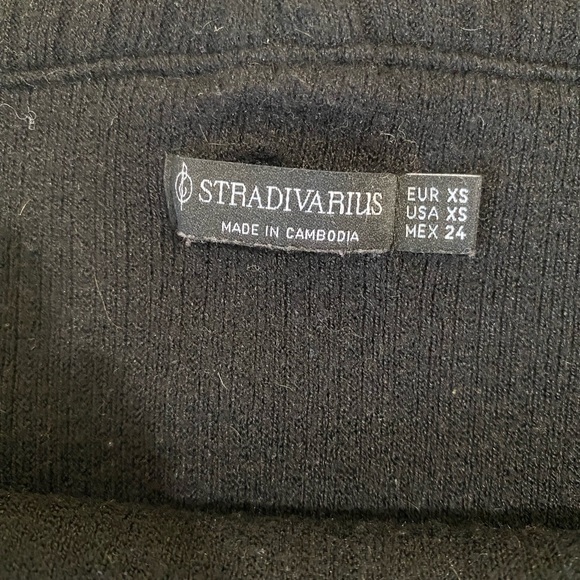 STRADIVARIUS
MADE IN CAMBODIA
EUR XS
USA XS
MEX 24